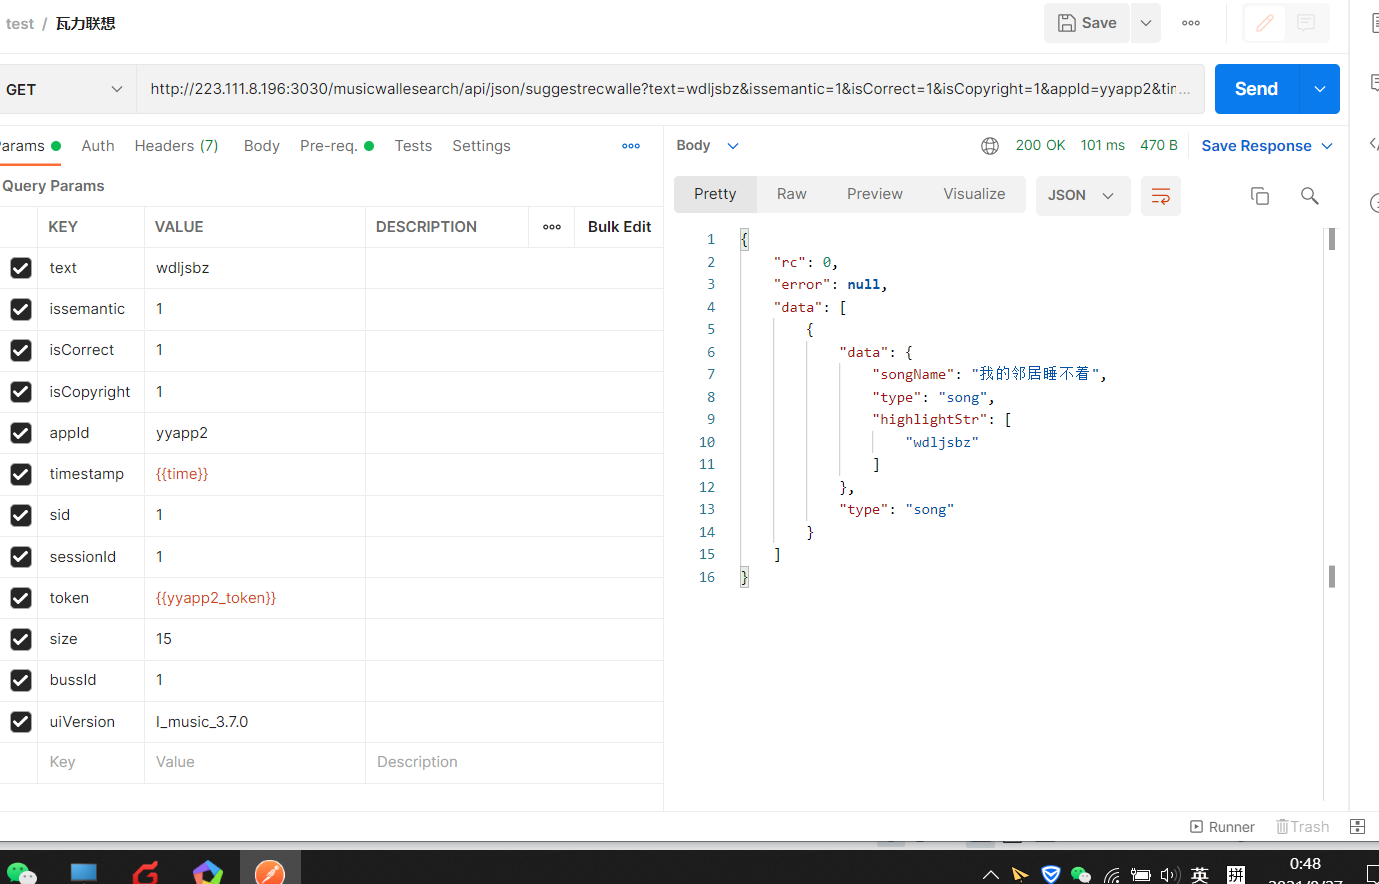 test / 瓦力联想
Save
GET
http://223.111.8.196:3030/musicwallesearch/api/json/suggestrecwalle?text=wdljsbz&issemantic=1&isCorrect=1&isCopyright=1&appId=yyapp2&tir...
Send
arams Auth Headers (7) Body Pre-req. Tests Settings
Query Params
KEY VALUE DESCRIPTION Bulk Edit
text wdljsbz
issemantic 1
isCorrect 1
isCopyright 1
appId yyapp2
timestamp {{time}}
sid 1
sessionId 1
token {{yyapp2_token}}
size 15
bussId 1
uiVersion I_music_3.7.0
Key Value Description
Body 200 OK 101 ms 470 B Save Response
Pretty Raw Preview Visualize JSON
1 {
2 "rc": 0,
3 "error": null,
4 "data": [
5 {
6 "data": {
7 "songName": "我的邻居睡不着",
8 "type": "song",
9 "highlightStr": [
10 "wdljsbz"
11 ]
12 },
13 "type": "song"
14 }
15 ]
16 }
Runner Trash
英 拼 0:48